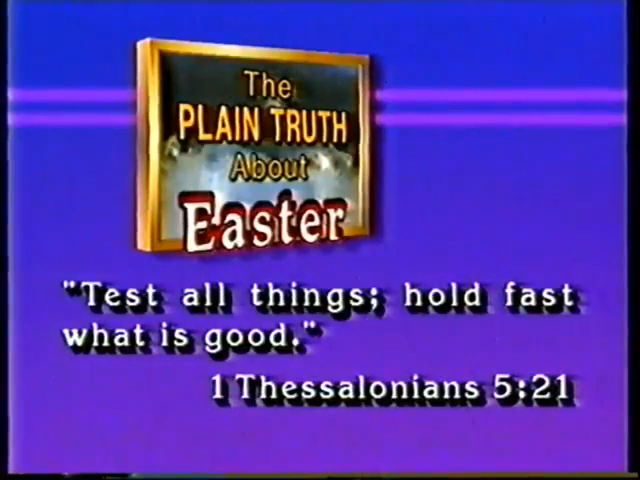 The
PLAIN TRUTH
About
Easter
"Test all things; hold fast
what is good."
1 Thessalonians 5:21